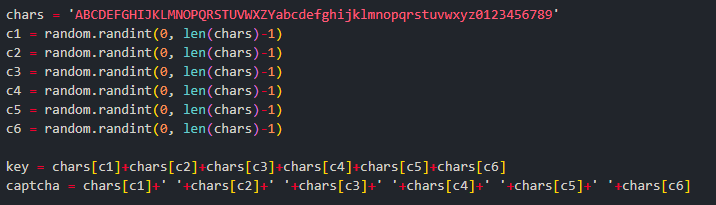 chars = 'ABCDEFGHIJKLMNOPQRSTUVWXZYabcdefghijklmnopqrstuvwxyz0123456789'
c1 = random.randint(0, len(chars)-1)
c2 = random.randint(0, len(chars)-1)
c3 = random.randint(0, len(chars)-1)
c4 = random.randint(0, len(chars)-1)
c5 = random.randint(0, len(chars)-1)
c6 = random.randint(0, len(chars)-1)
key = chars[c1]+chars[c2]+chars[c3]+chars[c4]+chars[c5]+chars[c6]
captcha = chars[c1]+' '+chars[c2]+' '+chars[c3]+' '+chars[c4]+' '+chars[c5]+' '+chars[c6]